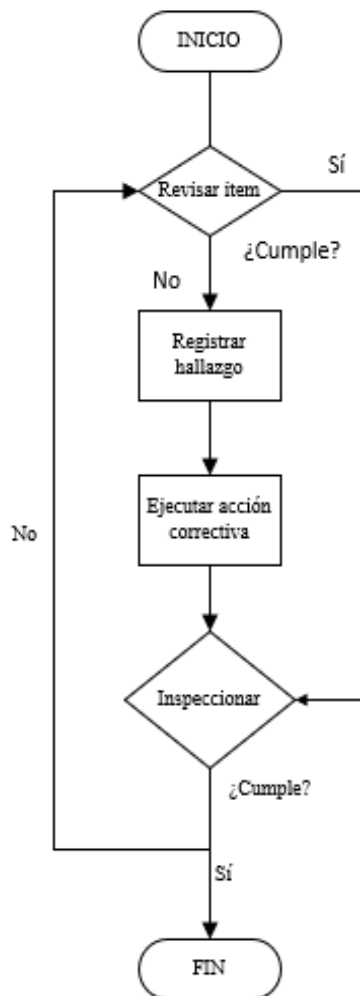 INICIO
Revisar item
Sí
¿Cumple?
No
Registrar
hallazgo
Ejecutar acción
correctiva
No
Inspeccionar
¿Cumple?
Sí
FIN